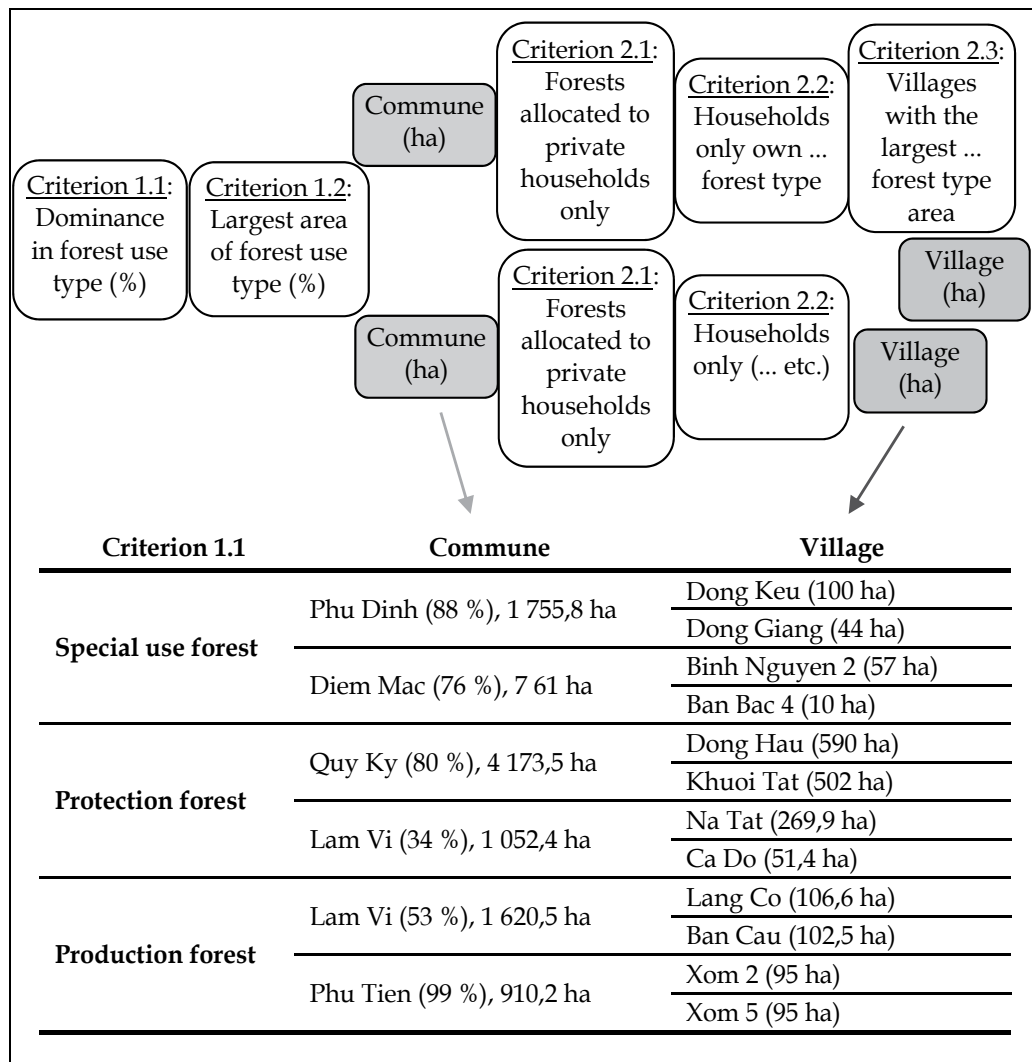 Criterion 1.1:
Dominance
in forest use
type (%)
Criterion 1.2:
Largest area
of forest use
type (%)
Commune
(ha)
Criterion 2.1:
Forests
allocated to
private
households
only
Criterion 2.2:
Households
only own ...
forest type
Criterion 2.3:
Villages
with the
largest ...
forest type
area
Village
(ha)
Commune
(ha)
Criterion 2.1:
Forests
allocated to
private
households
only
Criterion 2.2:
Households
only (... etc.)
Village
(ha)
Criterion 1.1 Commune Village
Special use forest
Phu Dinh (88 %), 1 755,8 ha
Dong Keu (100 ha)
Dong Giang (44 ha)
Diem Mac (76 %), 7 61 ha
Binh Nguyen 2 (57 ha)
Ban Bac 4 (10 ha)
Protection forest
Quy Ky (80 %), 4 173,5 ha
Dong Hau (590 ha)
Khuoi Tat (502 ha)
Lam Vi (34 %), 1 052,4 ha
Na Tat (269,9 ha)
Ca Do (51,4 ha)
Production forest
Lam Vi (53 %), 1 620,5 ha
Lang Co (106,6 ha)
Ban Cau (102,5 ha)
Phu Tien (99 %), 910,2 ha
Xom 2 (95 ha)
Xom 5 (95 ha)